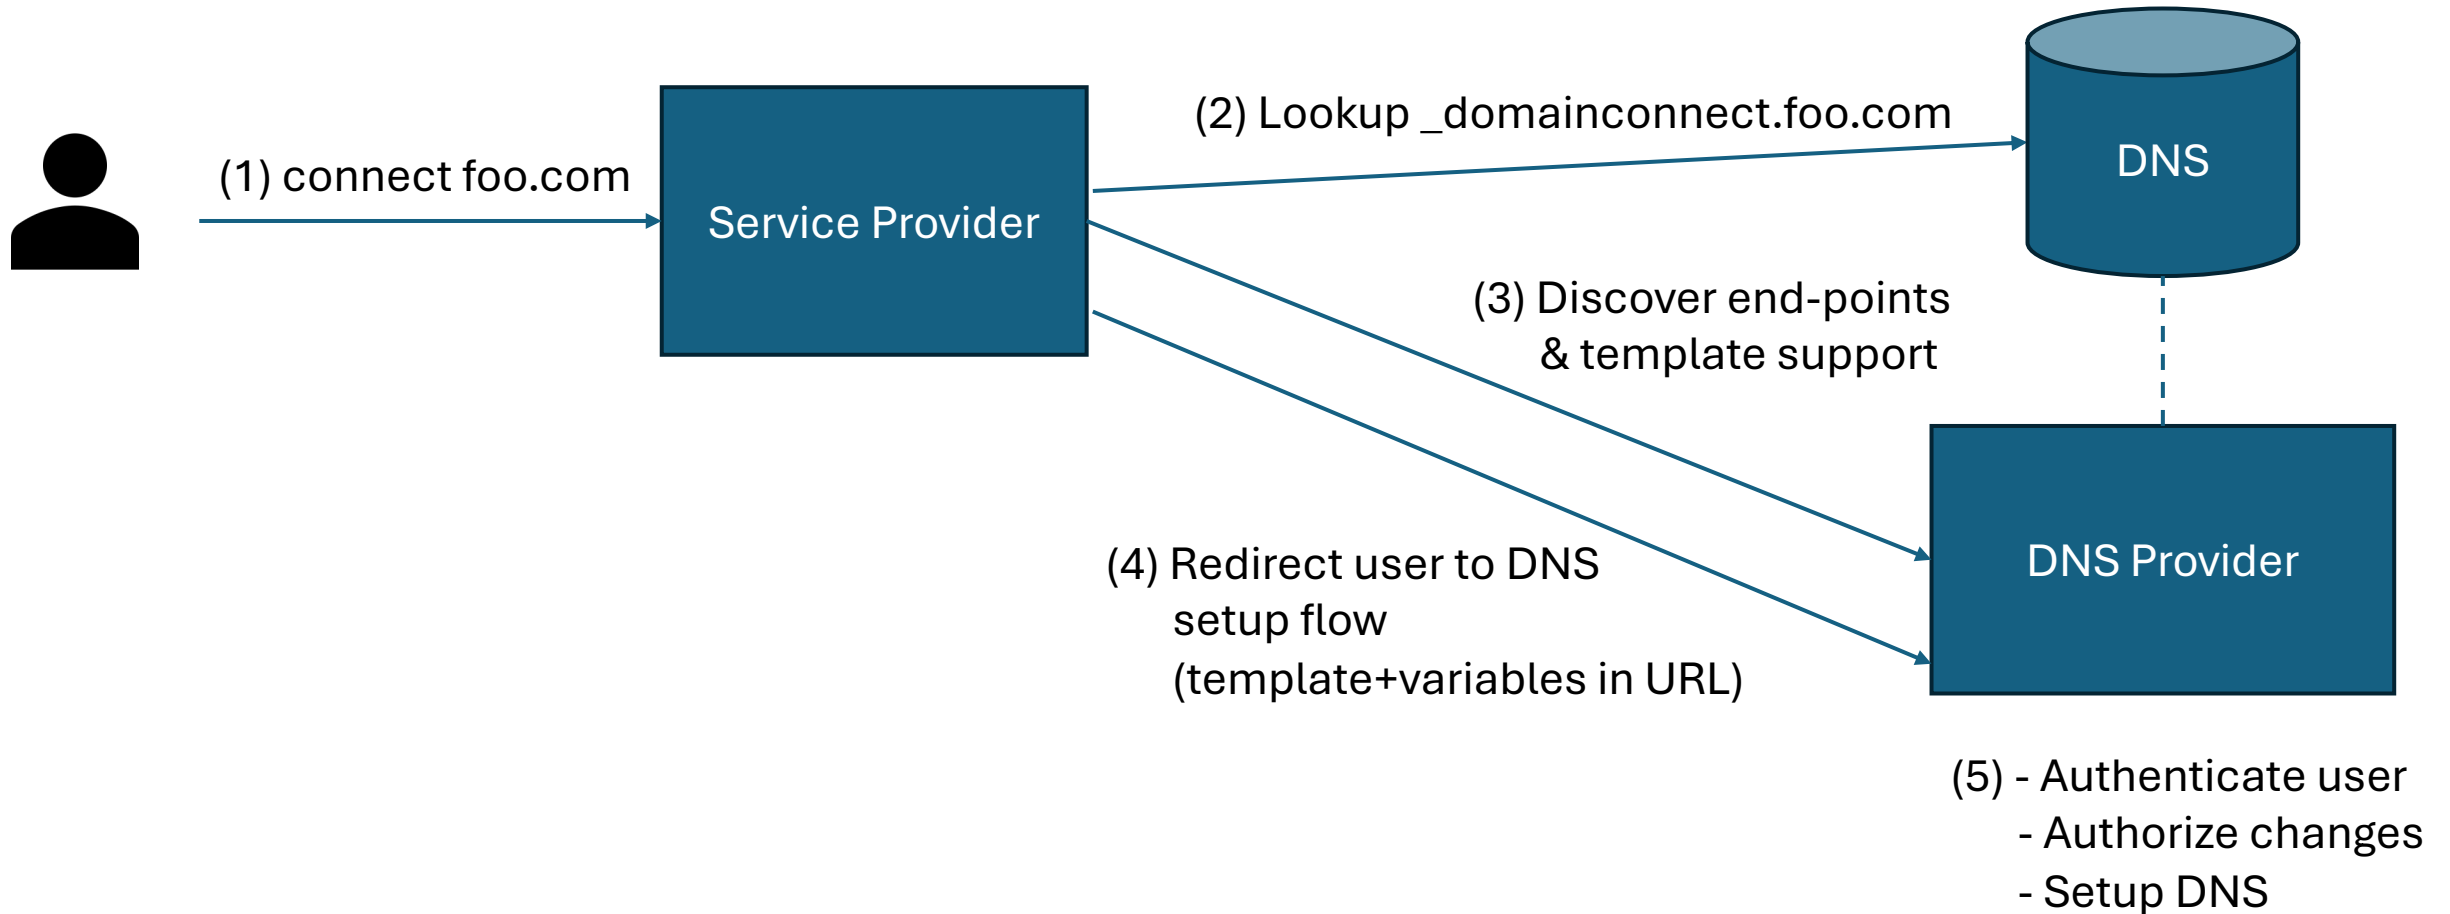 (1) connect foo.com
Service Provider
(2) Lookup _domainconnect.foo.com
DNS
(3) Discover end-points
& template support
(4) Redirect user to DNS
setup flow
(template+variables in URL)
DNS Provider
(5) - Authenticate user
- Authorize changes
- Setup DNS